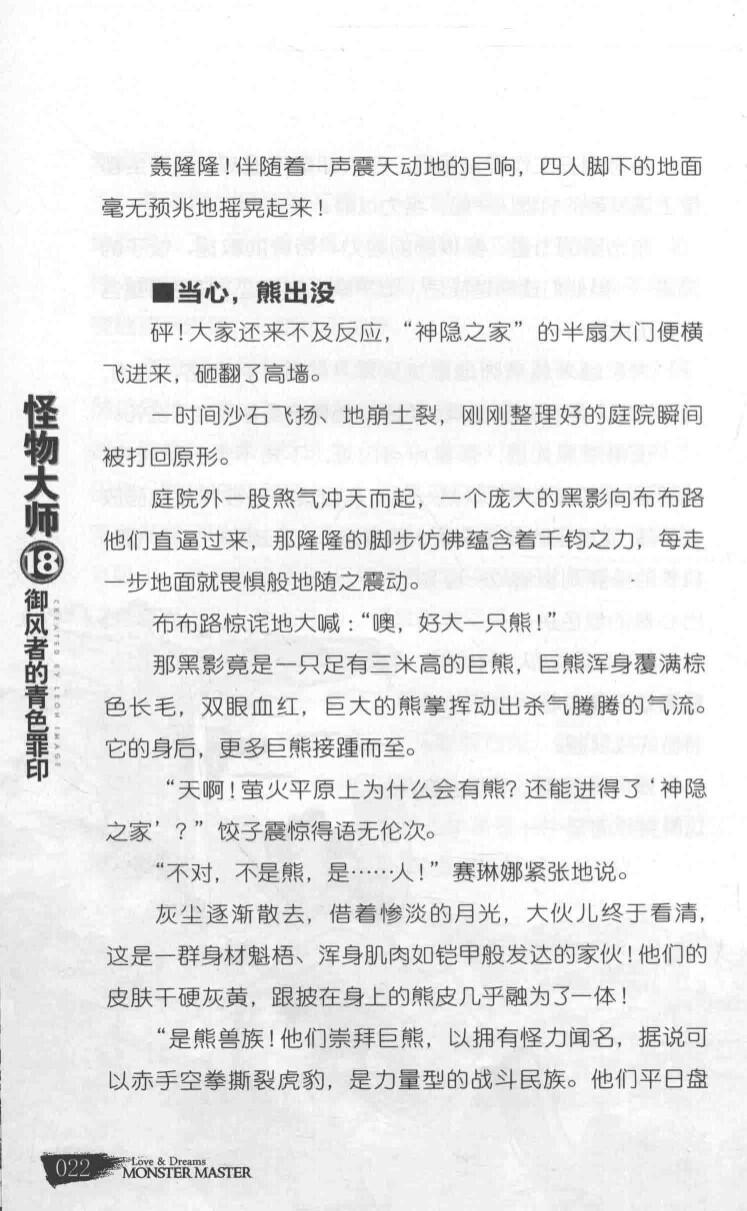 轰隆隆！伴随着一声震天动地的巨响，四人脚下的地面
毫无预兆地摇晃起来！
■当心，熊出没
砰！大家还来不及反应，“神隐之家”的半扇大门便横
飞进来，砸翻了高墙。
一时间沙石飞扬、地崩土裂，刚刚整理好的庭院瞬间
被打回原形。
庭院外一股煞气冲天而起，一个庞大的黑影向布布路
他们直逼过来，那隆隆的脚步仿佛蕴含着千钧之力，每走
一步地面就畏惧般地随之震动。
布布路惊诧地大喊：“噢，好大一只熊！”
那黑影竟是一只足有三米高的巨熊，巨熊浑身覆满棕
色长毛，双眼血红，巨大的熊掌挥动出杀气腾腾的气流。
它的身后，更多巨熊接踵而至。
“天啊！萤火平原上为什么会有熊？还能进得了‘神隐
之家’？”饺子震惊得语无伦次。
“不对，不是熊，是……人！”赛琳娜紧张地说。
灰尘逐渐散去，借着惨淡的月光，大伙儿终于看清，
这是一群身材魁梧、浑身肌肉如铠甲般发达的家伙！他们的
皮肤干硬灰黄，跟披在身上的熊皮几乎融为了一体！
“是熊兽族！他们崇拜巨熊，以拥有怪力闻名，据说可
以赤手空拳撕裂虎豹，是力量型的战斗民族。他们平日盘
怪物大师⑱御风者的青色罪印
CREATED BY LEON IMAGE
022
Love & Dreams
MONSTER MASTER